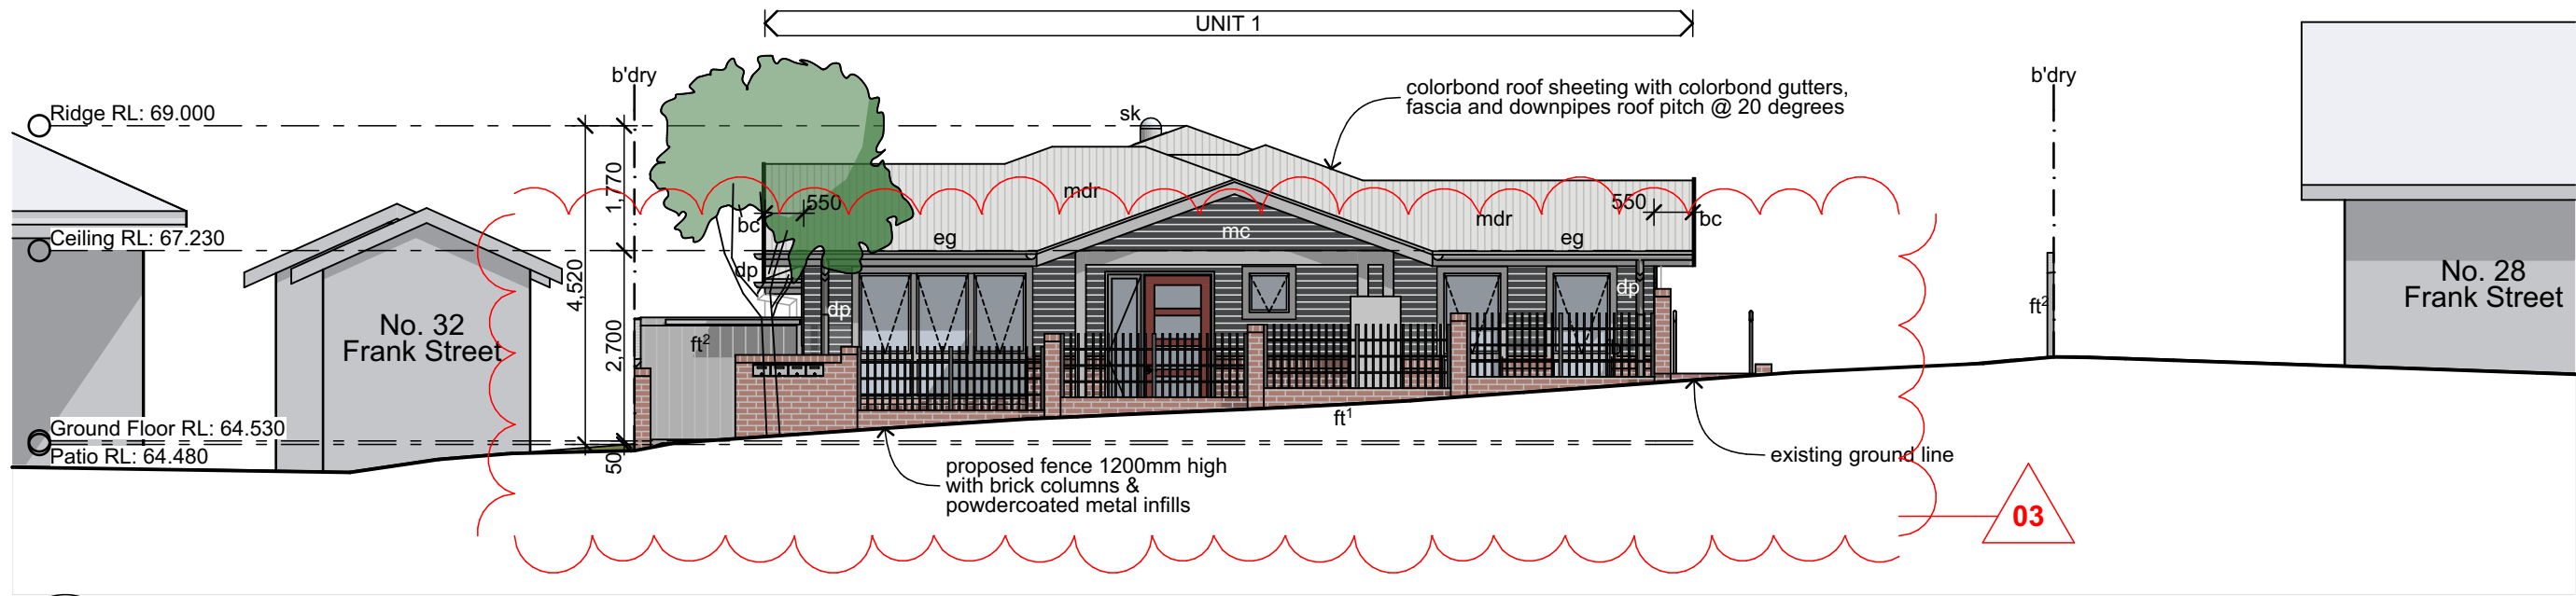 UNIT 1
b'dry
b'dry
colorbond roof sheeting with colorbond gutters,
fascia and downpipes roof pitch @ 20 degrees
Ridge RL: 69.000
sk
1,770
mdr
550
550
bc
mdr
bc
mc
eg
eg
Ceiling RL: 67.230
dp
4,520
dp
No. 28
Frank Street
dp
ft²
No. 32
Frank Street
ft²
2,700
ft¹
Ground Floor RL: 64.530
Patio RL: 64.480
50
existing ground line
proposed fence 1200mm high
with brick columns &
powdercoated metal infills
03